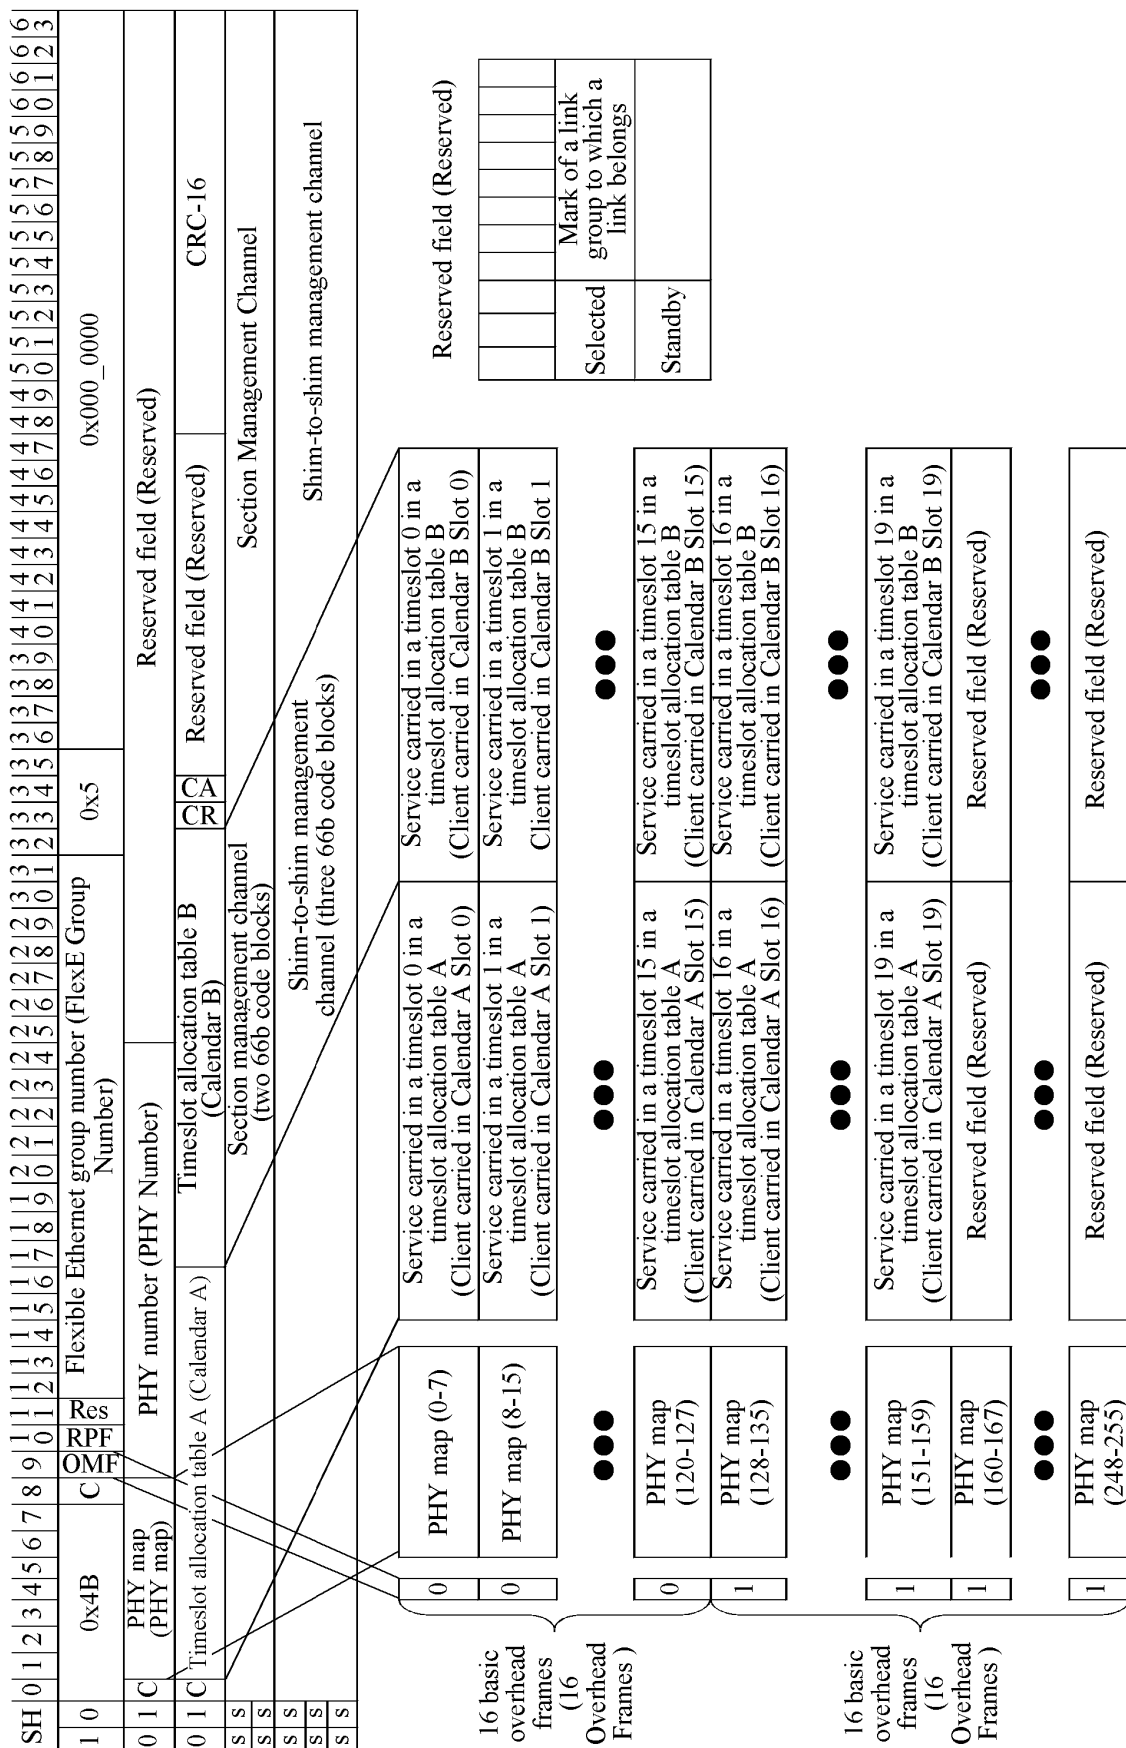 SH 0 1 2 3 4 5 6 7 8 9 1 0 1 1 1 2 1 3 1 4 1 5 1 6 1 7 1 8 1 9 2 0 2 1 2 2 2 3 2 4 2 5 2 6 2 7 2 8 2 9 3 0 3 1 3 2 3 3 3 4 3 5 3 6 3 7 3 8 3 9 4 0 4 1 4 2 4 3 4 4 4 5 4 6 4 7 4 8 4 9 5 0 5 1 5 2 5 3 5 4 5 5 5 6 5 7 5 8 5 9 6 0 6 1 6 2 6 3
1 0
0x4B
C
OMF
RPF
Res
Flexible Ethernet group number (FlexE Group
Number)
0x5
0x000_0000
0 1
C
PHY map
(PHY map)
PHY number (PHY Number)
Reserved field (Reserved)
0 1
C
Timeslot allocation table A (Calendar A)
Timeslot allocation table B
(Calendar B)
CR
CA
Reserved field (Reserved)
CRC-16
s s
s s
Section management channel
(two 66b code blocks)
Section Management Channel
s s
s s
s s
Shim-to-shim management
channel (three 66b code blocks)
Shim-to-shim management channel
16 basic
overhead
frames
(16
Overhead
Frames )
0
PHY map (0-7)
Service carried in a timeslot 0 in a
timeslot allocation table A
(Client carried in Calendar A Slot 0)
Service carried in a timeslot 0 in a
timeslot allocation table B
(Client carried in Calendar B Slot 0)
0
PHY map (8-15)
Service carried in a timeslot 1 in a
timeslot allocation table A
(Client carried in Calendar A Slot 1)
Service carried in a timeslot 1 in a
timeslot allocation table B
Client carried in Calendar B Slot 1
0
PHY map
(120-127)
Service carried in a timeslot 15 in a
timeslot allocation table A
(Client carried in Calendar A Slot 15)
Service carried in a timeslot 15 in a
timeslot allocation table B
(Client carried in Calendar B Slot 15)
16 basic
overhead
frames
(16
Overhead
Frames )
1
PHY map
(128-135)
Service carried in a timeslot 16 in a
timeslot allocation table A
(Client carried in Calendar A Slot 16)
Service carried in a timeslot 16 in a
timeslot allocation table B
(Client carried in Calendar B Slot 16)
1
PHY map
(151-159)
Service carried in a timeslot 19 in a
timeslot allocation table A
(Client carried in Calendar A Slot 19)
Service carried in a timeslot 19 in a
timeslot allocation table B
(Client carried in Calendar B Slot 19)
1
PHY map
(160-167)
Reserved field (Reserved)
Reserved field (Reserved)
1
PHY map
(248-255)
Reserved field (Reserved)
Reserved field (Reserved)
Reserved field (Reserved)
Selected
Mark of a link
group to which a
link belongs
Standby